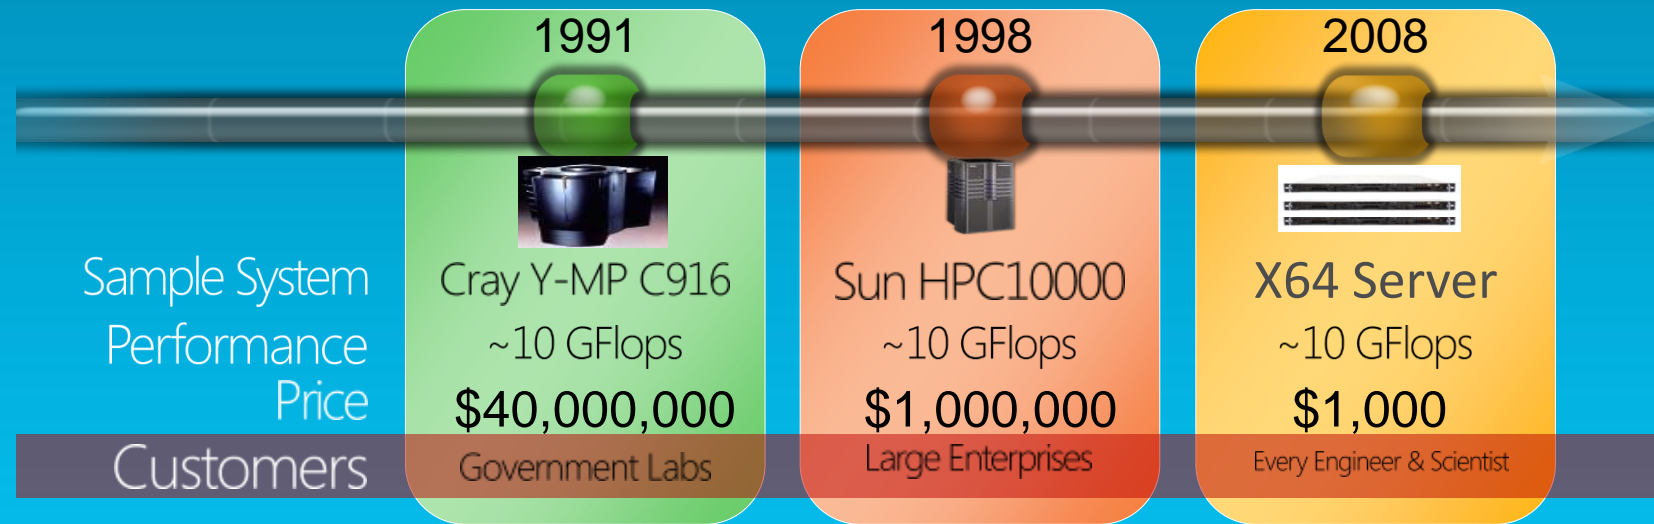 1991 1998 2008
Sample System Cray Y-MP C916 Sun HPC10000 X64 Server
Performance ~10 GFlops ~10 GFlops ~10 GFlops
Price $40,000,000 $1,000,000 $1,000
Customers Government Labs Large Enterprises Every Engineer & Scientist